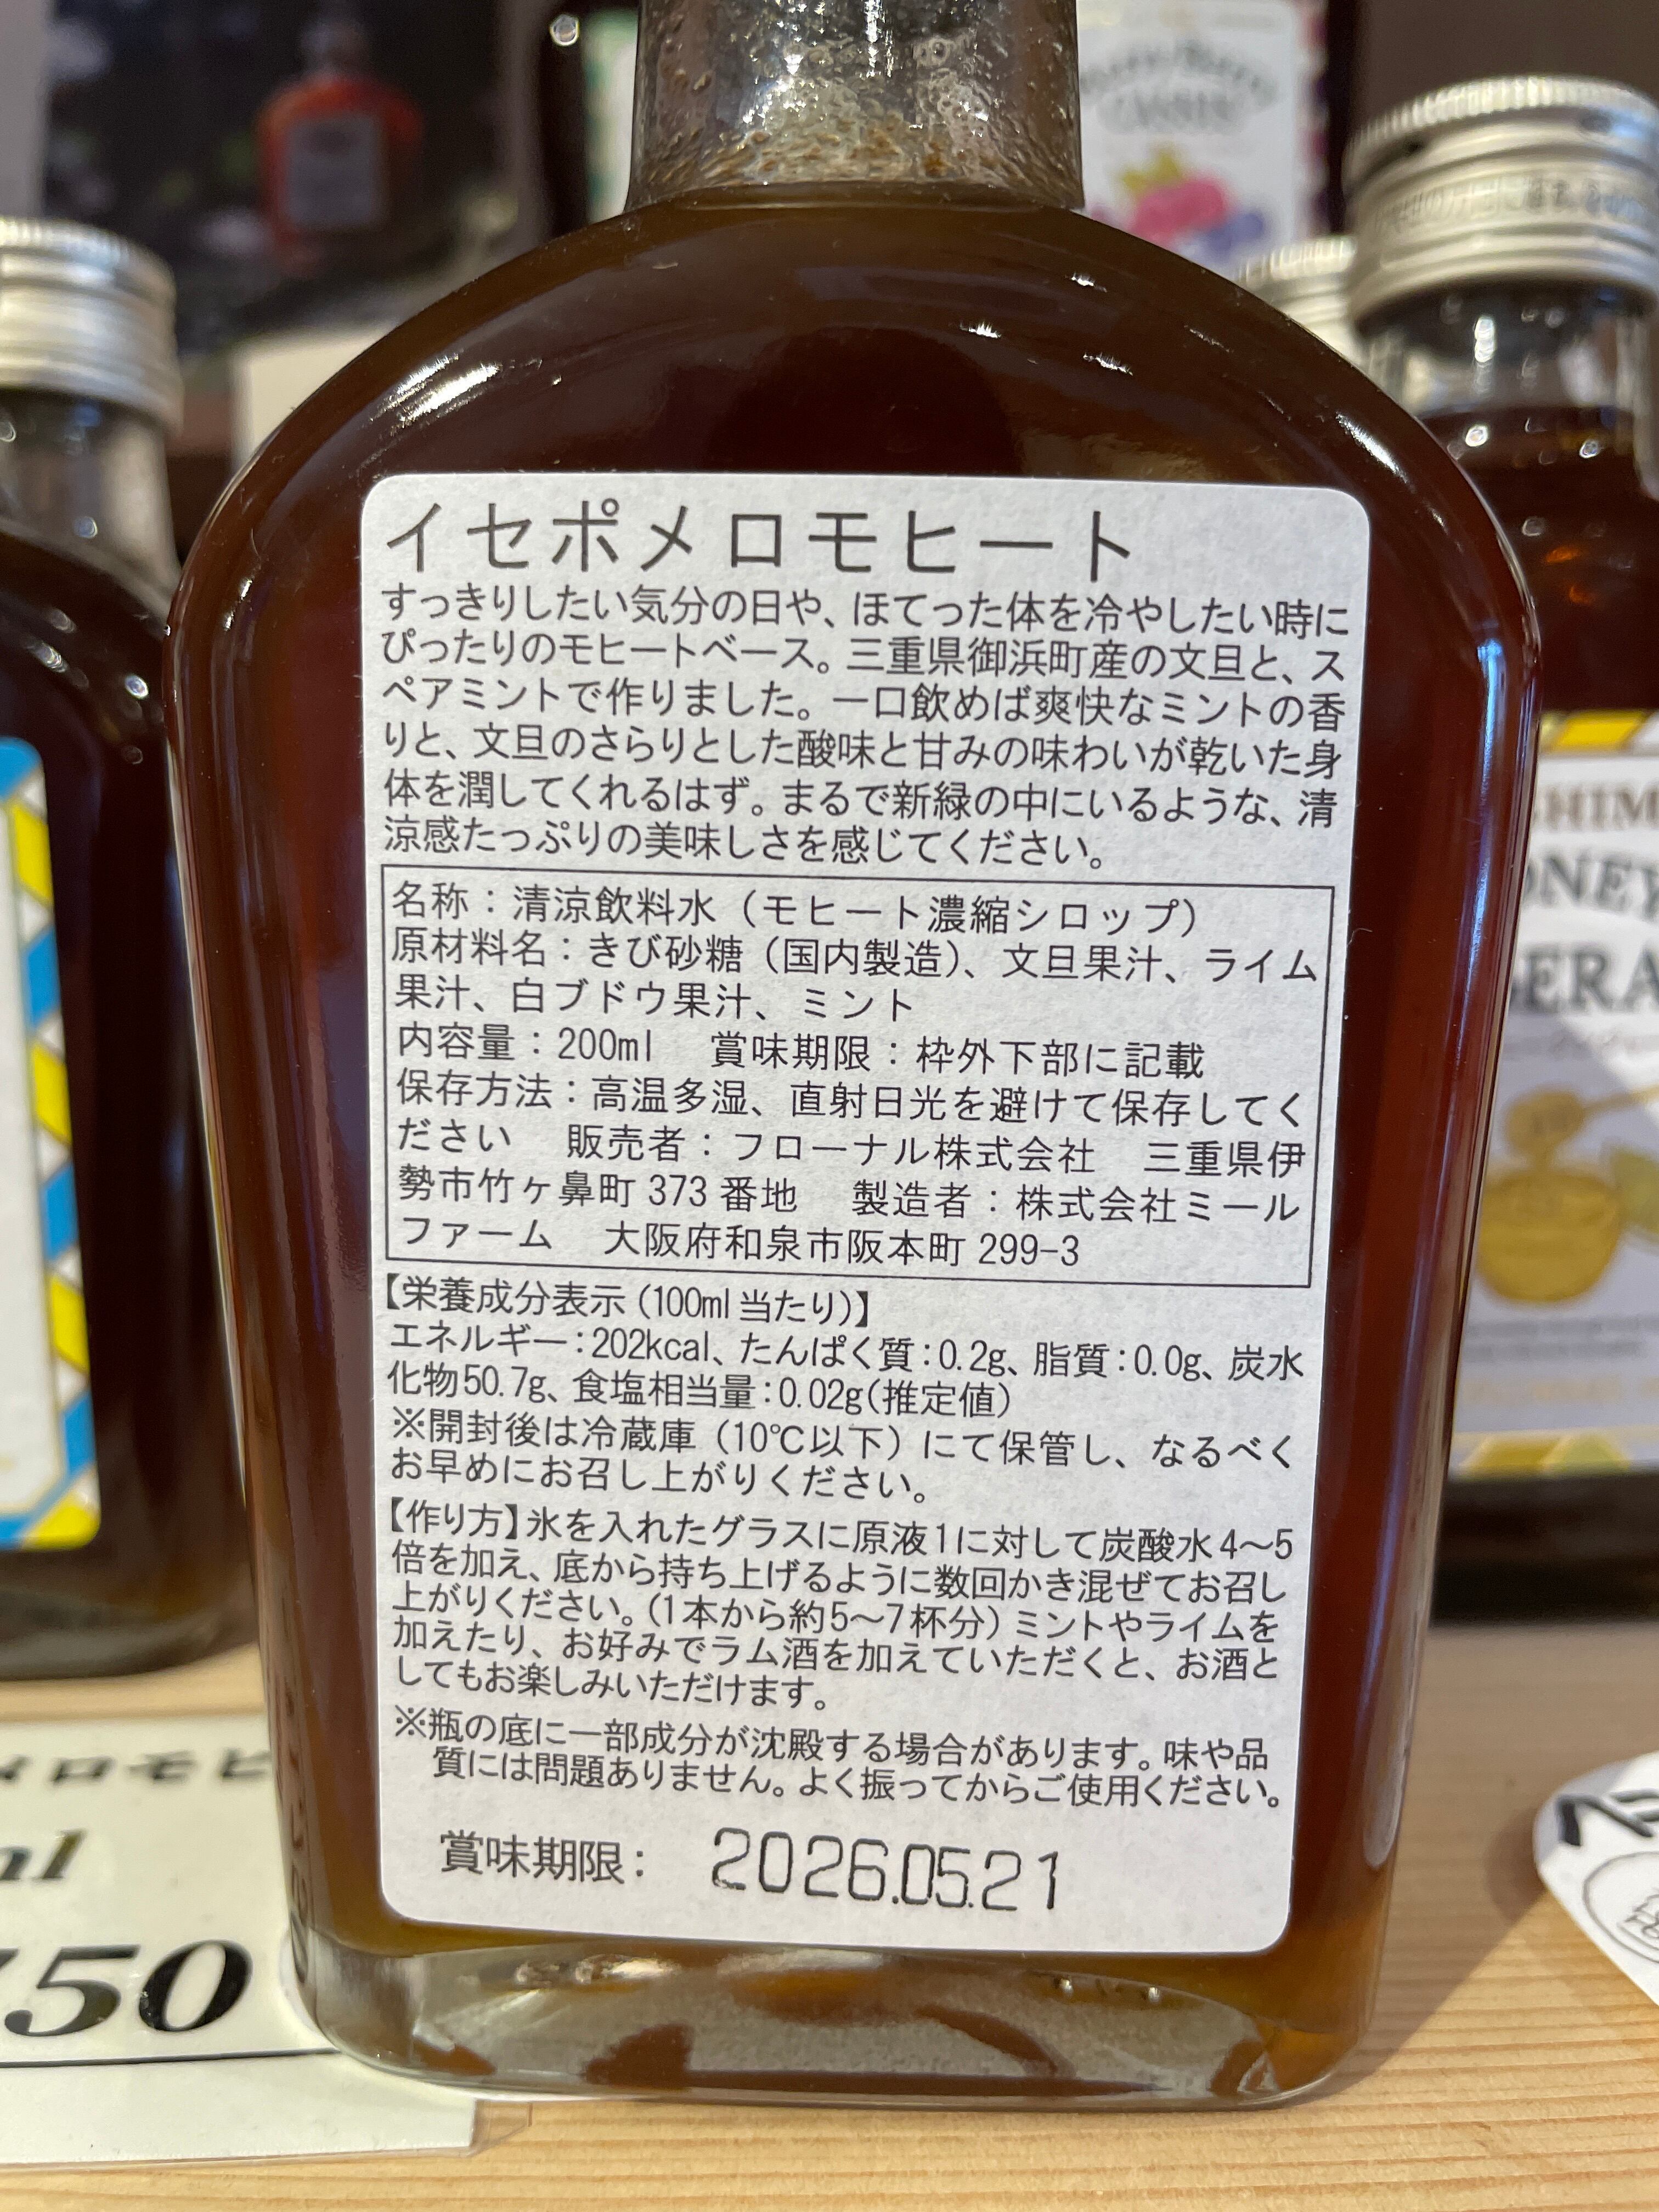 イセポメロモヒート
すっきりしたい気分の日や、ほてった体を冷やしたい時に
ぴったりのモヒートベース。三重県御浜町産の文旦と、ス
ペアミントで作りました。一口飲めば爽快なミントの香
りと、文旦のさらりとした酸味と甘みの味わいが乾いた身
体を潤してくれるはず。まるで新緑の中にいるような、清
涼感たっぷりの美味しさを感じてください。
名称：清涼飲料水（モヒート濃縮シロップ）
原材料名：きび砂糖（国内製造）、文旦果汁、ライム
果汁、白ブドウ果汁、ミント
内容量：200ml　賞味期限：枠外下部に記載
保存方法：高温多湿、直射日光を避けて保存してく
ださい　販売者：フローナル株式会社　三重県伊
勢市竹ヶ鼻町 373 番地　製造者：株式会社ミール
ファーム　大阪府和泉市阪本町 299-3
【栄養成分表示（100ml当たり）】
エネルギー：202kcal、たんぱく質：0.2g、脂質：0.0g、炭水
化物50.7g、食塩相当量：0.02g（推定値）
※開封後は冷蔵庫（10℃以下）にて保管し、なるべく
お早めにお召し上がりください。
【作り方】氷を入れたグラスに原液1に対して炭酸水4〜5
倍を加え、底から持ち上げるように数回かき混ぜてお召し
上がりください。（1本から約5〜7杯分）ミントやライムを
加えたり、お好みでラム酒を加えていただくと、お酒と
してもお楽しみいただけます。
※瓶の底に一部成分が沈殿する場合があります。味や品
質には問題ありません。よく振ってからご使用ください。
賞味期限：2026.05.21
メロモヒ
ml
750